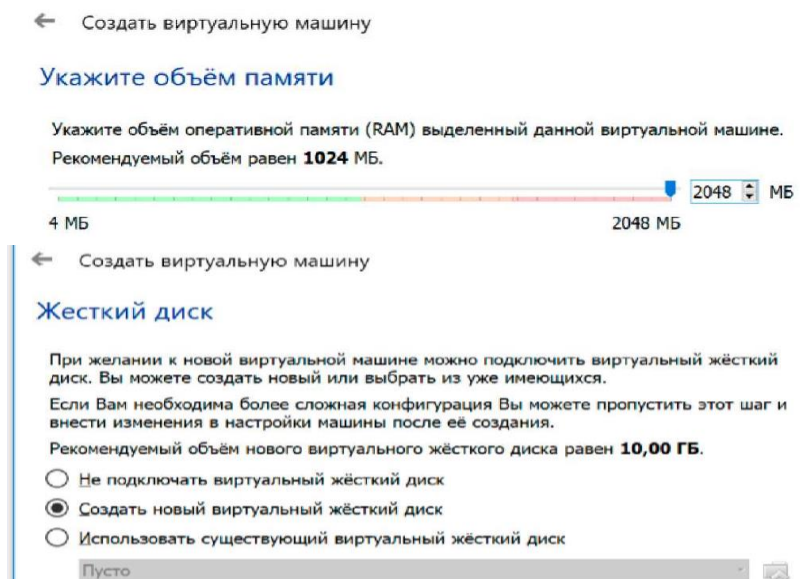 Создать виртуальную машину
Укажите объём памяти
Укажите объём оперативной памяти (RAM) выделенный данной виртуальной машине.
Рекомендуемый объём равен 1024 МБ.
2048 МБ
4 МБ 2048 МБ
Создать виртуальную машину
Жесткий диск
При желании к новой виртуальной машине можно подключить виртуальный жёсткий
диск. Вы можете создать новый или выбрать из уже имеющихся.
Если Вам необходима более сложная конфигурация Вы можете пропустить этот шаг и
внести изменения в настройки машины после её создания.
Рекомендуемый объём нового виртуального жёсткого диска равен 10,00 ГБ.
Не подключать виртуальный жёсткий диск
Создать новый виртуальный жёсткий диск
Использовать существующий виртуальный жёсткий диск
Пусто